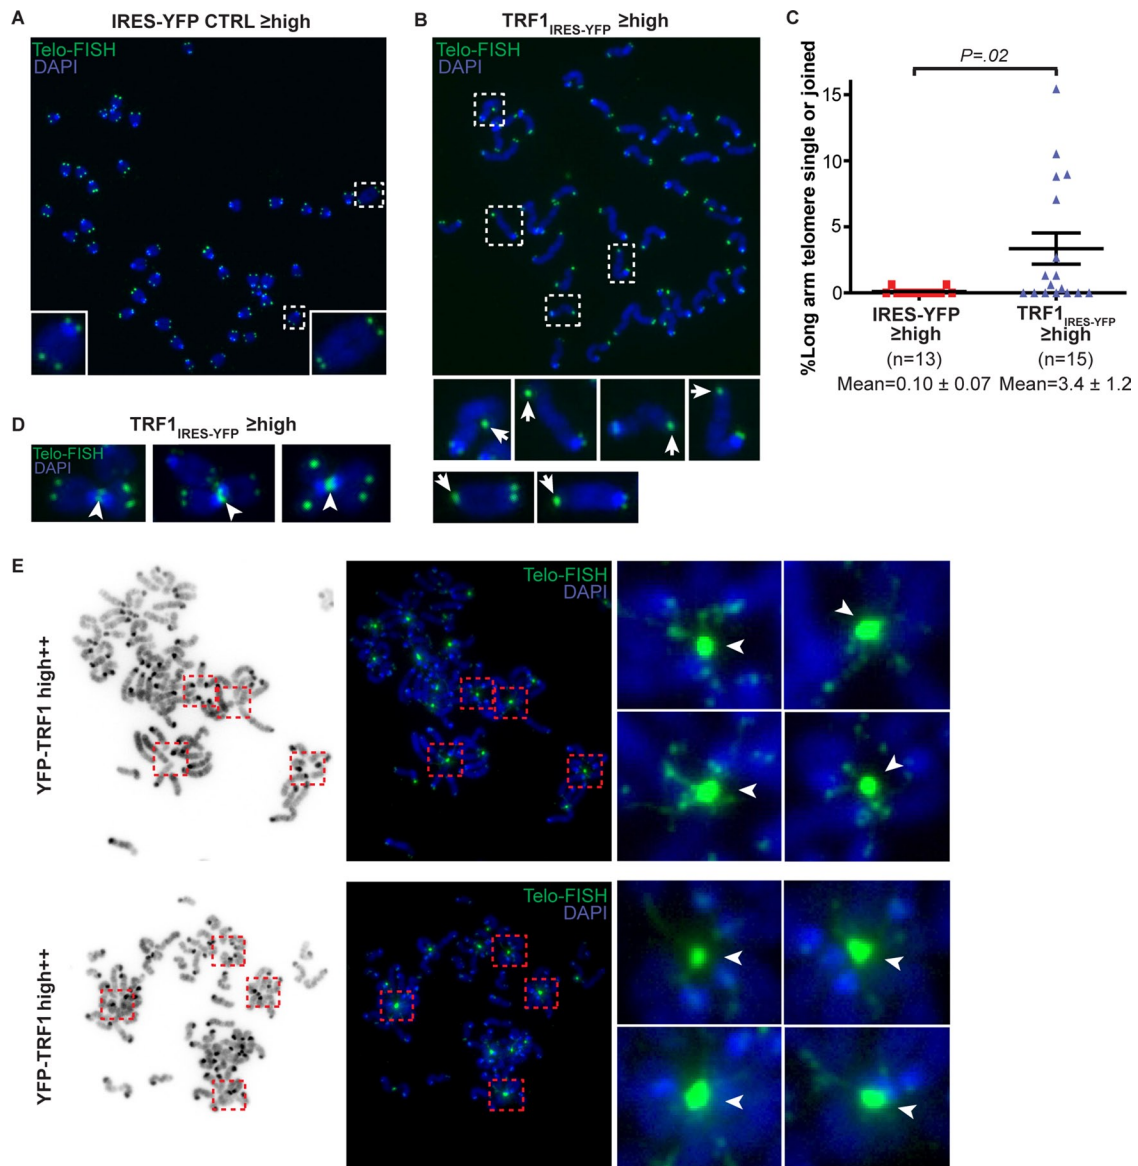 A
IRES-YFP CTRL ≥high
Telo-FISH
DAPI
B
TRF1IRES-YFP ≥high
Telo-FISH
DAPI
C
P=.02
%Long arm telomere single or joined
15
10
5
0
IRES-YFP
≥high
(n=13)
Mean=0.10 ± 0.07
TRF1IRES-YFP
≥high
(n=15)
Mean=3.4 ± 1.2
D
TRF1IRES-YFP ≥high
Telo-FISH
DAPI
E
YFP-TRF1 high++
Telo-FISH
DAPI
YFP-TRF1 high++
Telo-FISH
DAPI